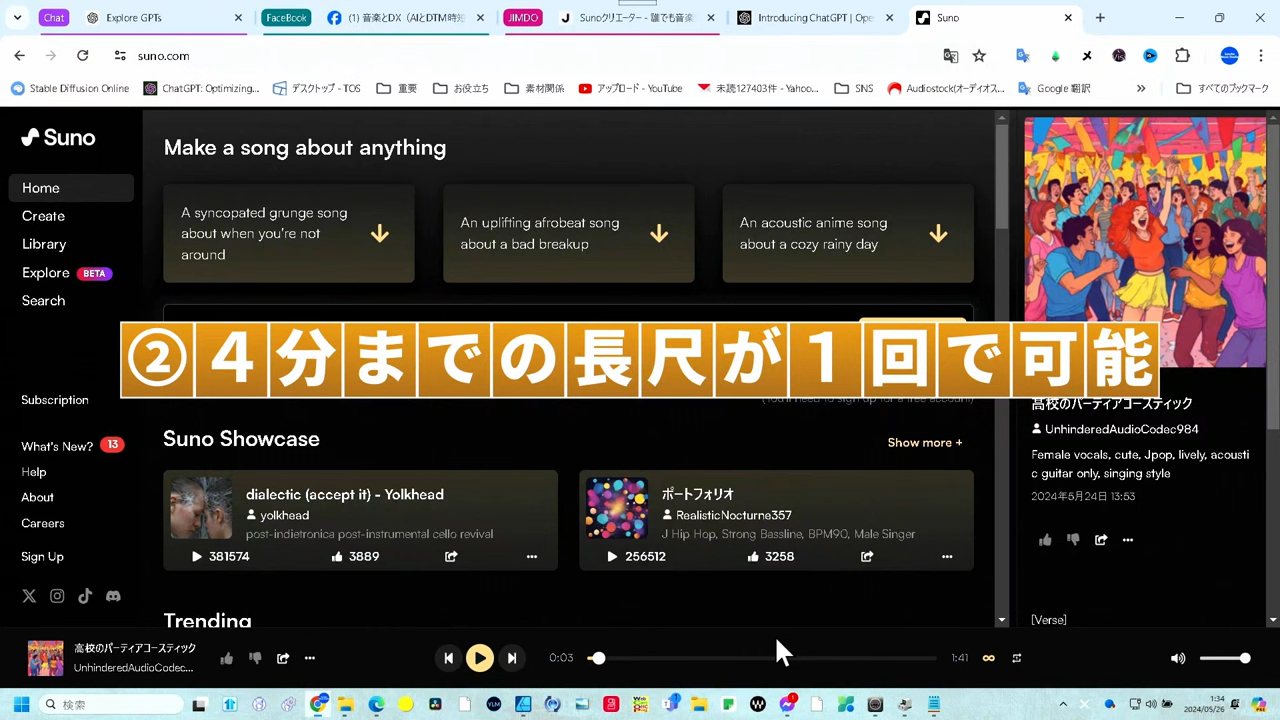 Chat
Explore GPTs
FaceBook
(1) 音楽とDX（AIとDTM時短
JIMDO
Sunoクリエーター - 誰でも音楽
Introducing ChatGPT | Ope
Suno
suno.com
Stable Diffusion Online
ChatGPT: Optimizing...
デスクトップ - TOS
重要
お役立ち
素材関係
アップロード - YouTube
未読127403件 - Yahoo...
SNS
Audiostock(オーディオス...
Google 翻訳
すべてのブックマーク
Suno
Home
Create
Library
Explore BETA
Search
Subscription
What's New? 13
Help
About
Careers
Sign Up
Make a song about anything
A syncopated grunge song
about when you're not
around
An uplifting afrobeat song
about a bad breakup
An acoustic anime song
about a cozy rainy day
②４分までの長尺が１回で可能
(You'll need to sign up for a free account)
Suno Showcase
Show more +
dialectic (accept it) - Yolkhead
yolkhead
post-indietronica post-instrumental cello revival
381574
3889
ポートフォリオ
RealisticNocturne357
J Hip Hop, Strong Bassline, BPM90, Male Singer
256512
3258
Trending
高校のパーティアコースティック
UnhinderedAudioCodec984
Female vocals, cute, Jpop, lively, acousti
c guitar only, singing style
2024年5月24日 13:53
[Verse]
高校のパーティアコースティック
UnhinderedAudioCodec...
0:03
1:41
検索
1:34
2024/05/26